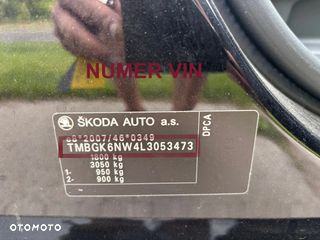 NUMER VIN
ŠKODA AUTO a.s.
e8*2007/46*0349
TMBGK6NW4L3053473
1800 kg
3050 kg
1- 950 kg
2- 900 kg
DPCA
OTOMOTO